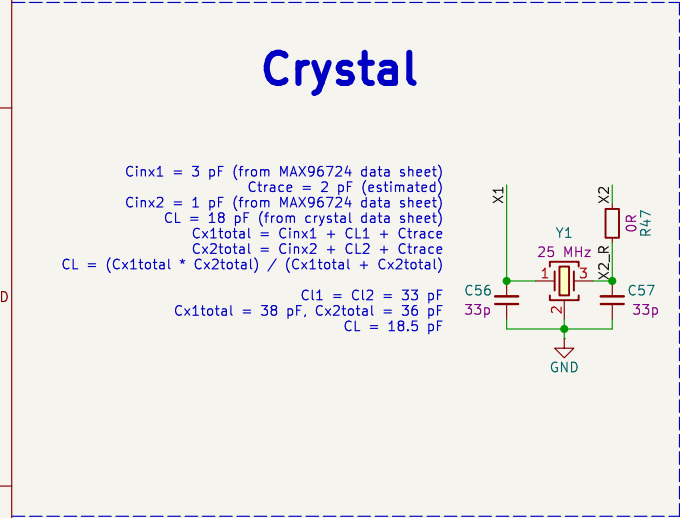 Crystal
Cinx1 = 3 pF (from MAX96724 data sheet)
Ctrace = 2 pF (estimated)
Cinx2 = 1 pF (from MAX96724 data sheet)
CL = 18 pF (from crystal data sheet)
Cx1total = Cinx1 + CL1 + Ctrace
Cx2total = Cinx2 + CL2 + Ctrace
CL = (Cx1total * Cx2total) / (Cx1total + Cx2total)
Cl1 = Cl2 = 33 pF
Cx1total = 38 pF, Cx2total = 36 pF
CL = 18.5 pF
D
X1
X2
0R
R47
Y1
25 MHz
X2_R
1
3
2
C56
33p
C57
33p
GND